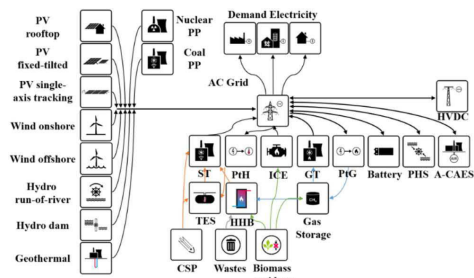 PV
rooftop
PV
fixed-tilted
PV single-
axis tracking
Wind onshore
Wind offshore
Hydro
run-of-river
Hydro dam
Geothermal
Nuclear
PP
Coal
PP
Demand Electricity
AC Grid
HVDC
ST
PtH
ICE
GT
PtG
Battery
PHS
A-CAES
TES
HHB
Gas
Storage
CSP
Wastes
Biomass